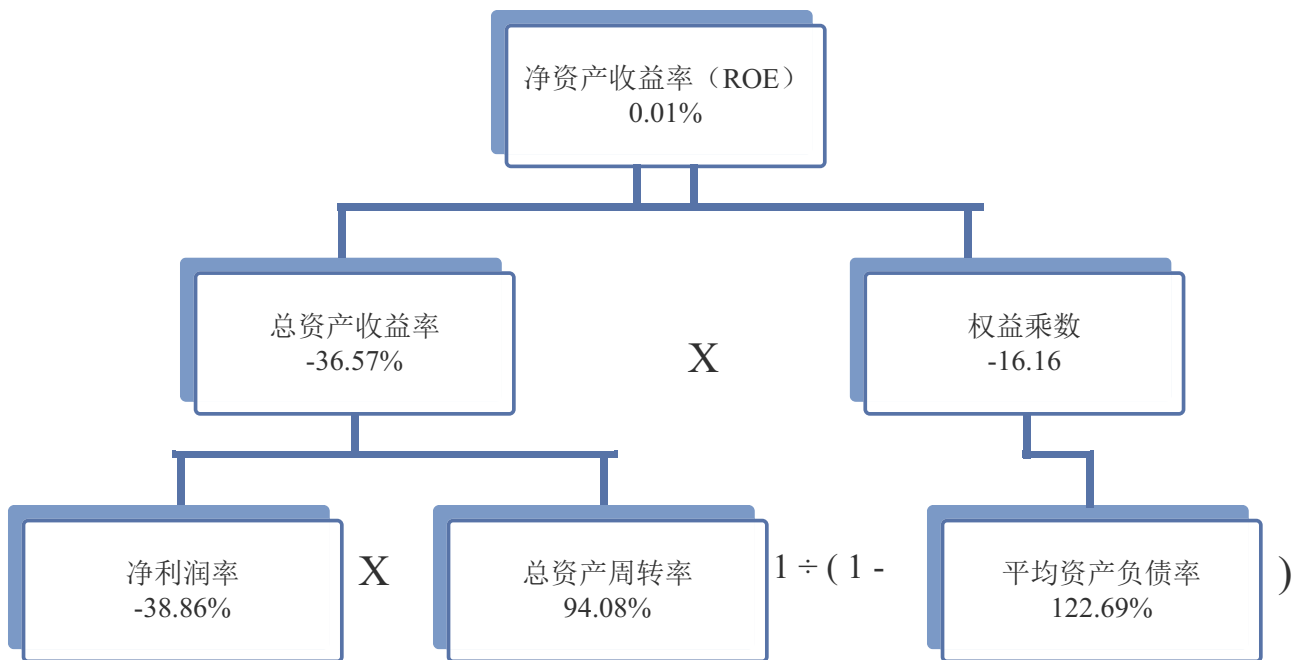 净资产收益率（ROE）
0.01%
总资产收益率
-36.57%
X
权益乘数
-16.16
净利润率
-38.86%
X
总资产周转率
94.08%
1 ÷ ( 1 -
平均资产负债率
122.69%
)